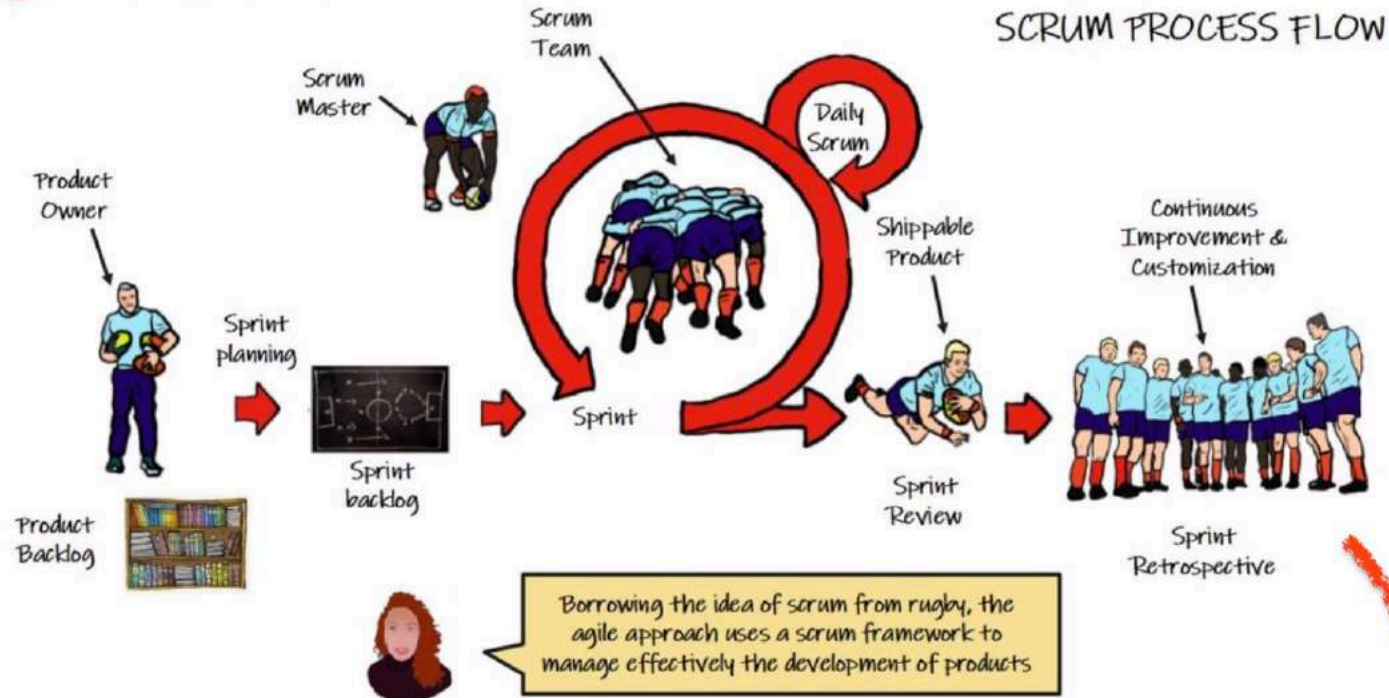 SCRUM PROCESS FLOW
Scrum
Team
Scrum
Master
Daily
Scrum
Product
Owner
Shippable
Product
Continuous
Improvement &
Customization
Sprint
planning
Sprint
Sprint
backlog
Sprint
Review
Product
Backlog
Sprint
Retrospective
Borrowing the idea of scrum from rugby, the
agile approach uses a scrum framework to
manage effectively the development of products